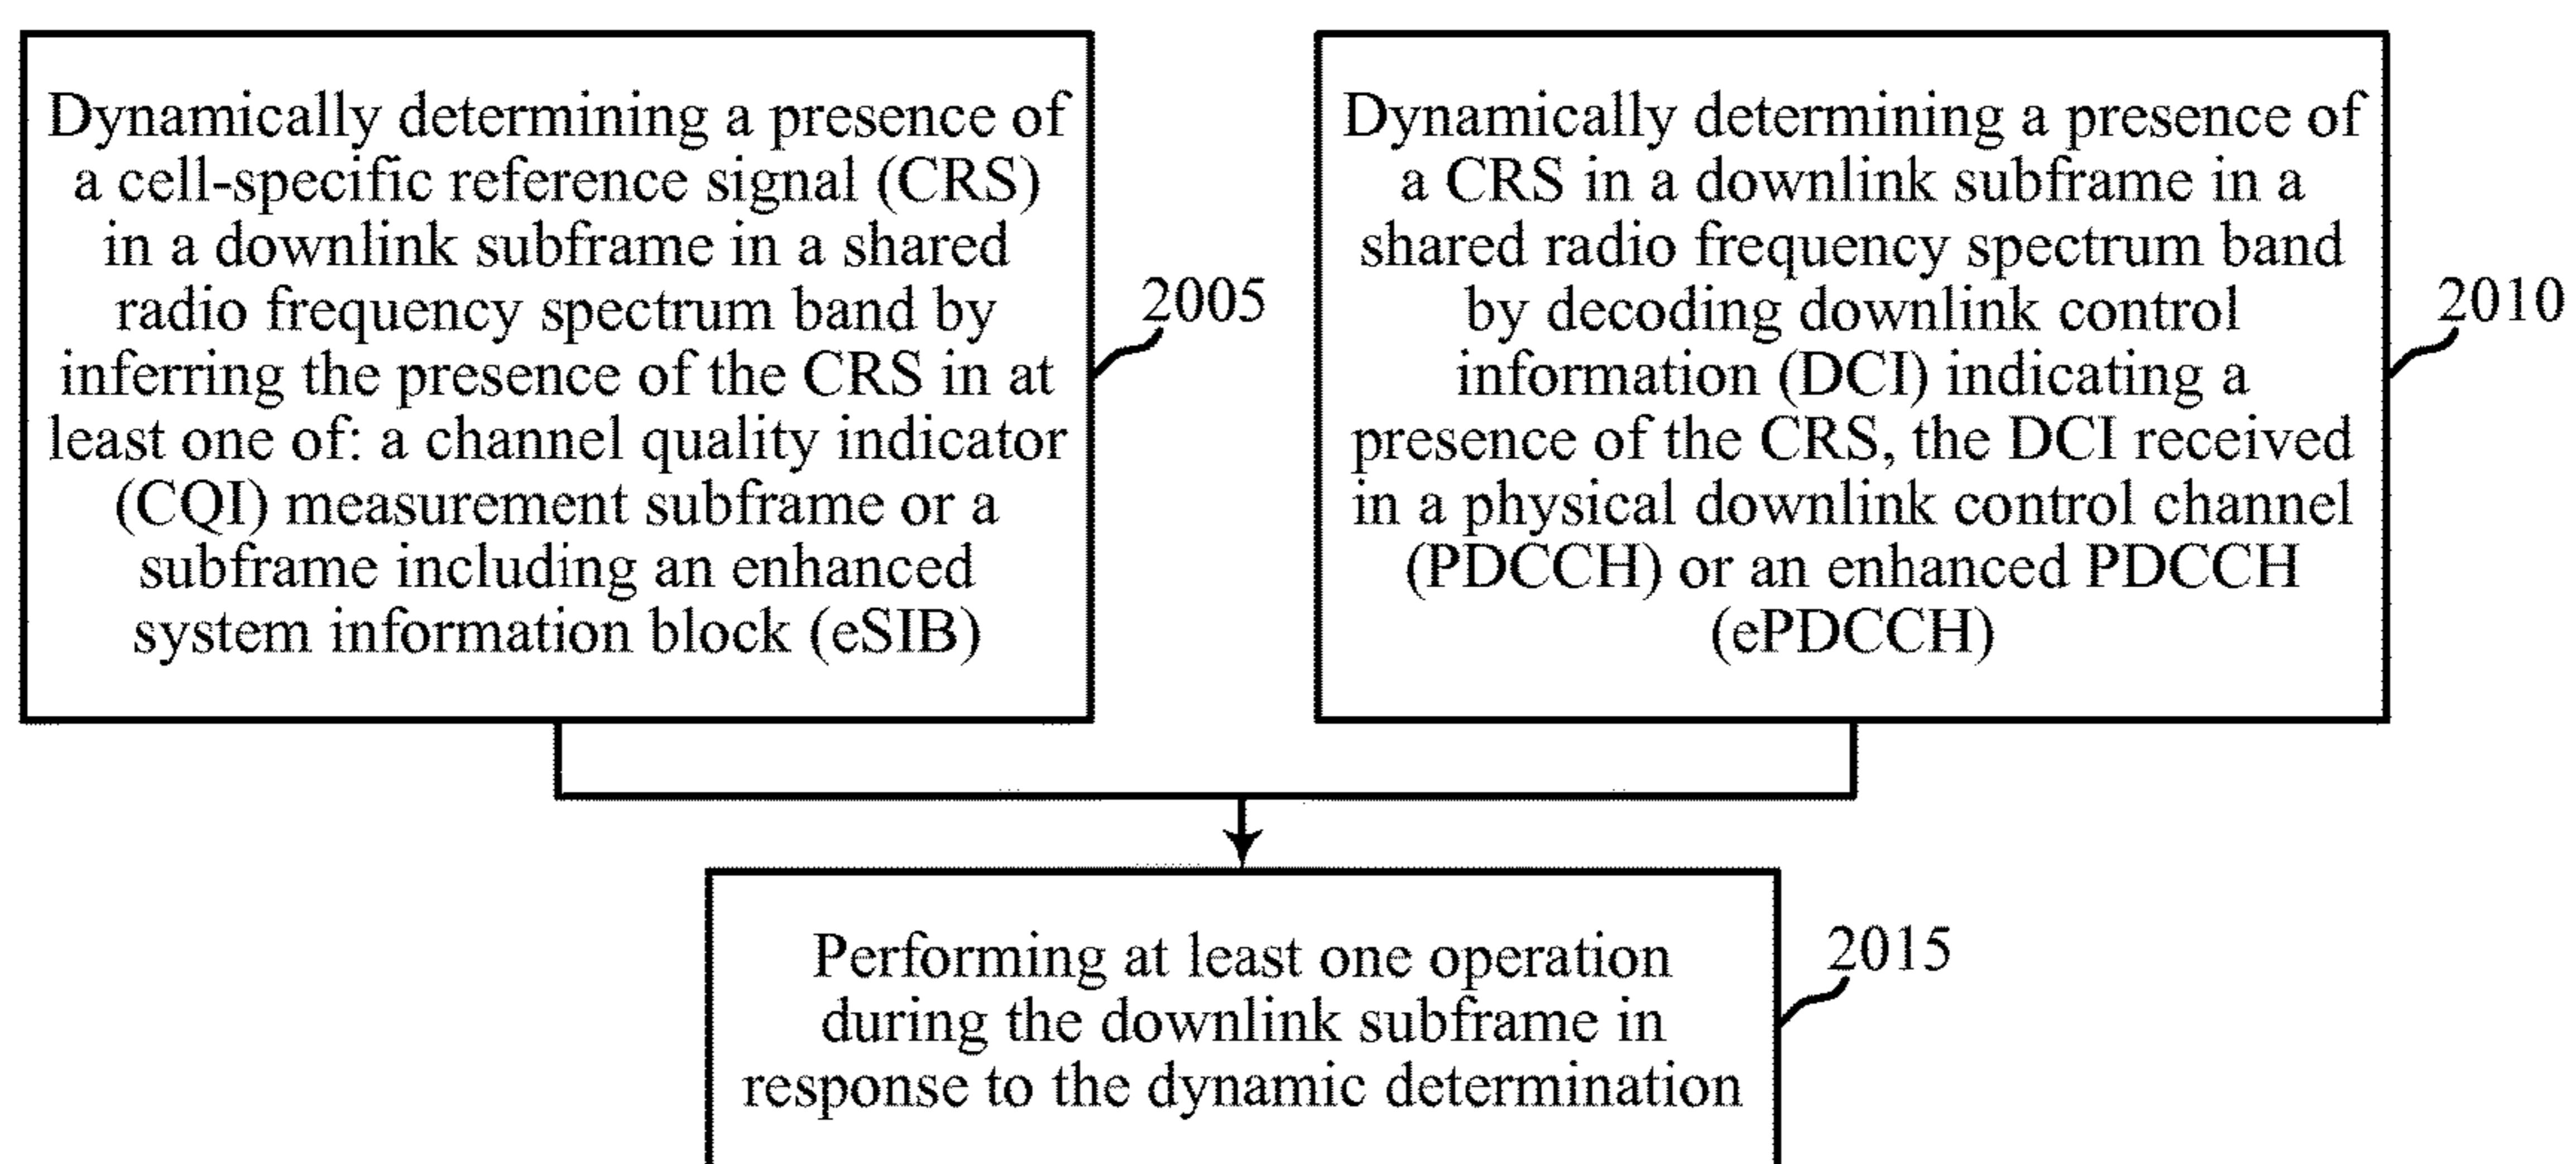 Dynamically determining a presence of
a cell-specific reference signal (CRS)
in a downlink subframe in a shared
radio frequency spectrum band by
inferring the presence of the CRS in at
least one of: a channel quality indicator
(CQI) measurement subframe or a
subframe including an enhanced
system information block (eSIB)
2005
Dynamically determining a presence of
a CRS in a downlink subframe in a
shared radio frequency spectrum band
by decoding downlink control
information (DCI) indicating a
presence of the CRS, the DCI received
in a physical downlink control channel
(PDCCH) or an enhanced PDCCH
(ePDCCH)
2010
Performing at least one operation
during the downlink subframe in
response to the dynamic determination
2015